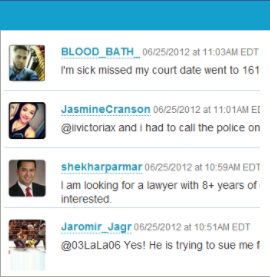 BLOOD_BATH_ 06/25/2012 at 11:03AM EDT
I'm sick missed my court date went to 161
JasmineCranson 06/25/2012 at 11:01AM E
@iivictoriax and i had to call the police on
shekharparmar 06/25/2012 at 10:59AM EDT
I am looking for a lawyer with 8+ years of
interested.
Jaromir_Jagr 06/25/2012 at 10:51AM EDT
@03LaLa06 Yes! He is trying to sue me f